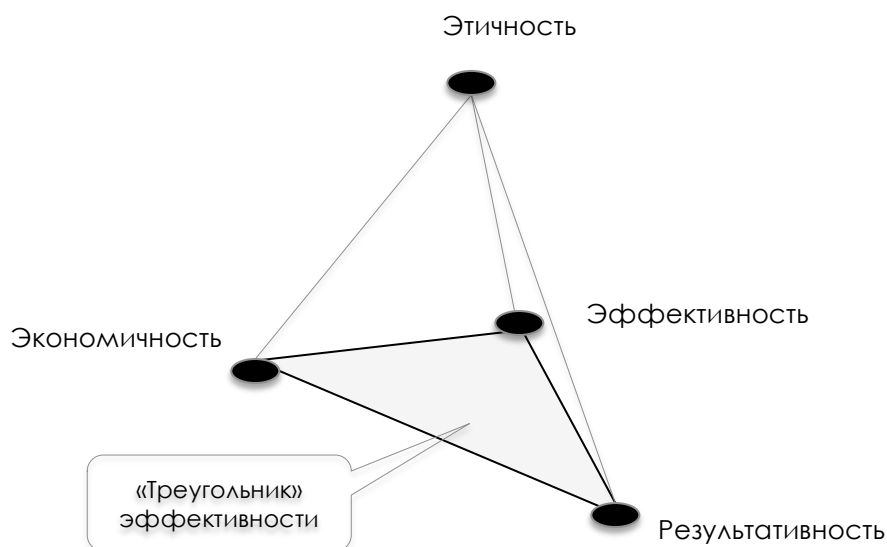 Этичность
Эффективность
Экономичность
«Треугольник»
эффективности
Результативность